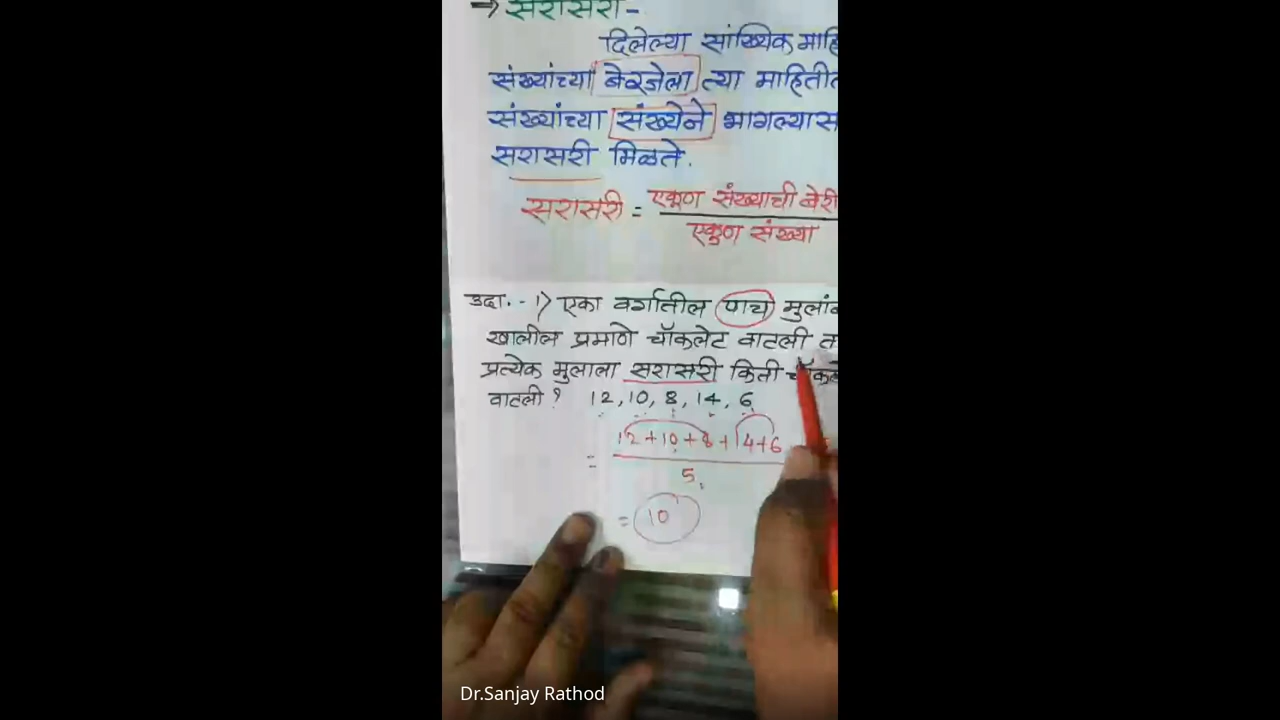 → सरासरी -
दिलेल्या सांख्यिक
संख्यांच्या बेरजेला त्या
संख्यांच्या संख्येने
सरासरी मिळते.
सरासरी = एकूण संख्याची
एकुण संख्या
उदा. - 1) एका वर्गातील पाच
खालील प्रमाणे चॉकलेट वाटली
प्रत्येक मुलाला सरासरी किती
वाटली ? 12, 10, 8, 14, 6
= 12 + 10 + 8 + 14 + 6
5
= 10
Dr.Sanjay Rathod